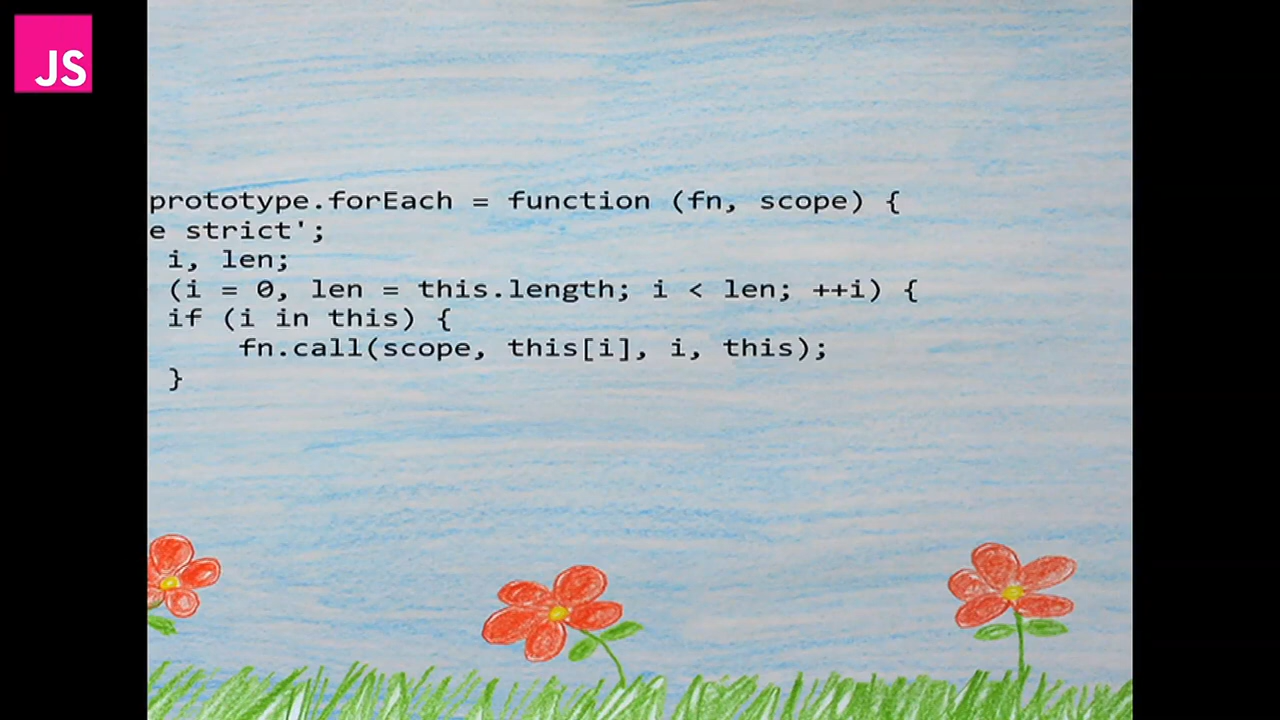 JS
prototype.forEach = function (fn, scope) {
e strict';
i, len;
(i = 0, len = this.length; i < len; ++i) {
if (i in this) {
fn.call(scope, this[i], i, this);
}